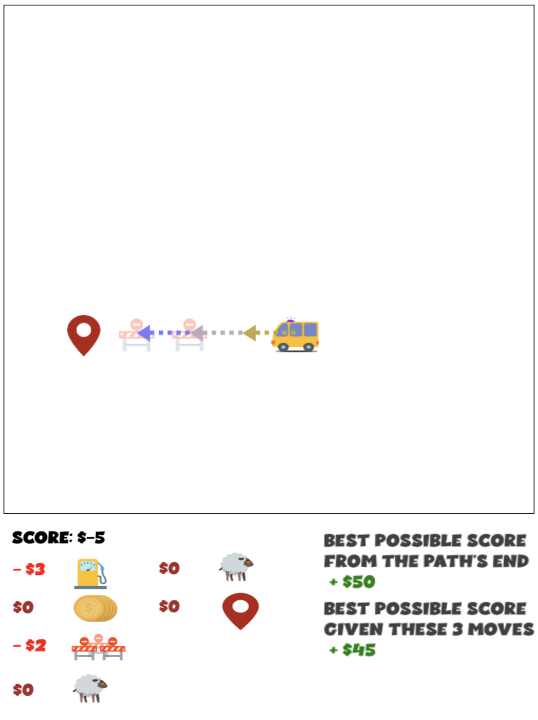 SCORE: $-5
- $3
$0
$0
$0
- $2
$0
BEST POSSIBLE SCORE
FROM THE PATH'S END
+ $50
BEST POSSIBLE SCORE
GIVEN THESE 3 MOVES
+ $45